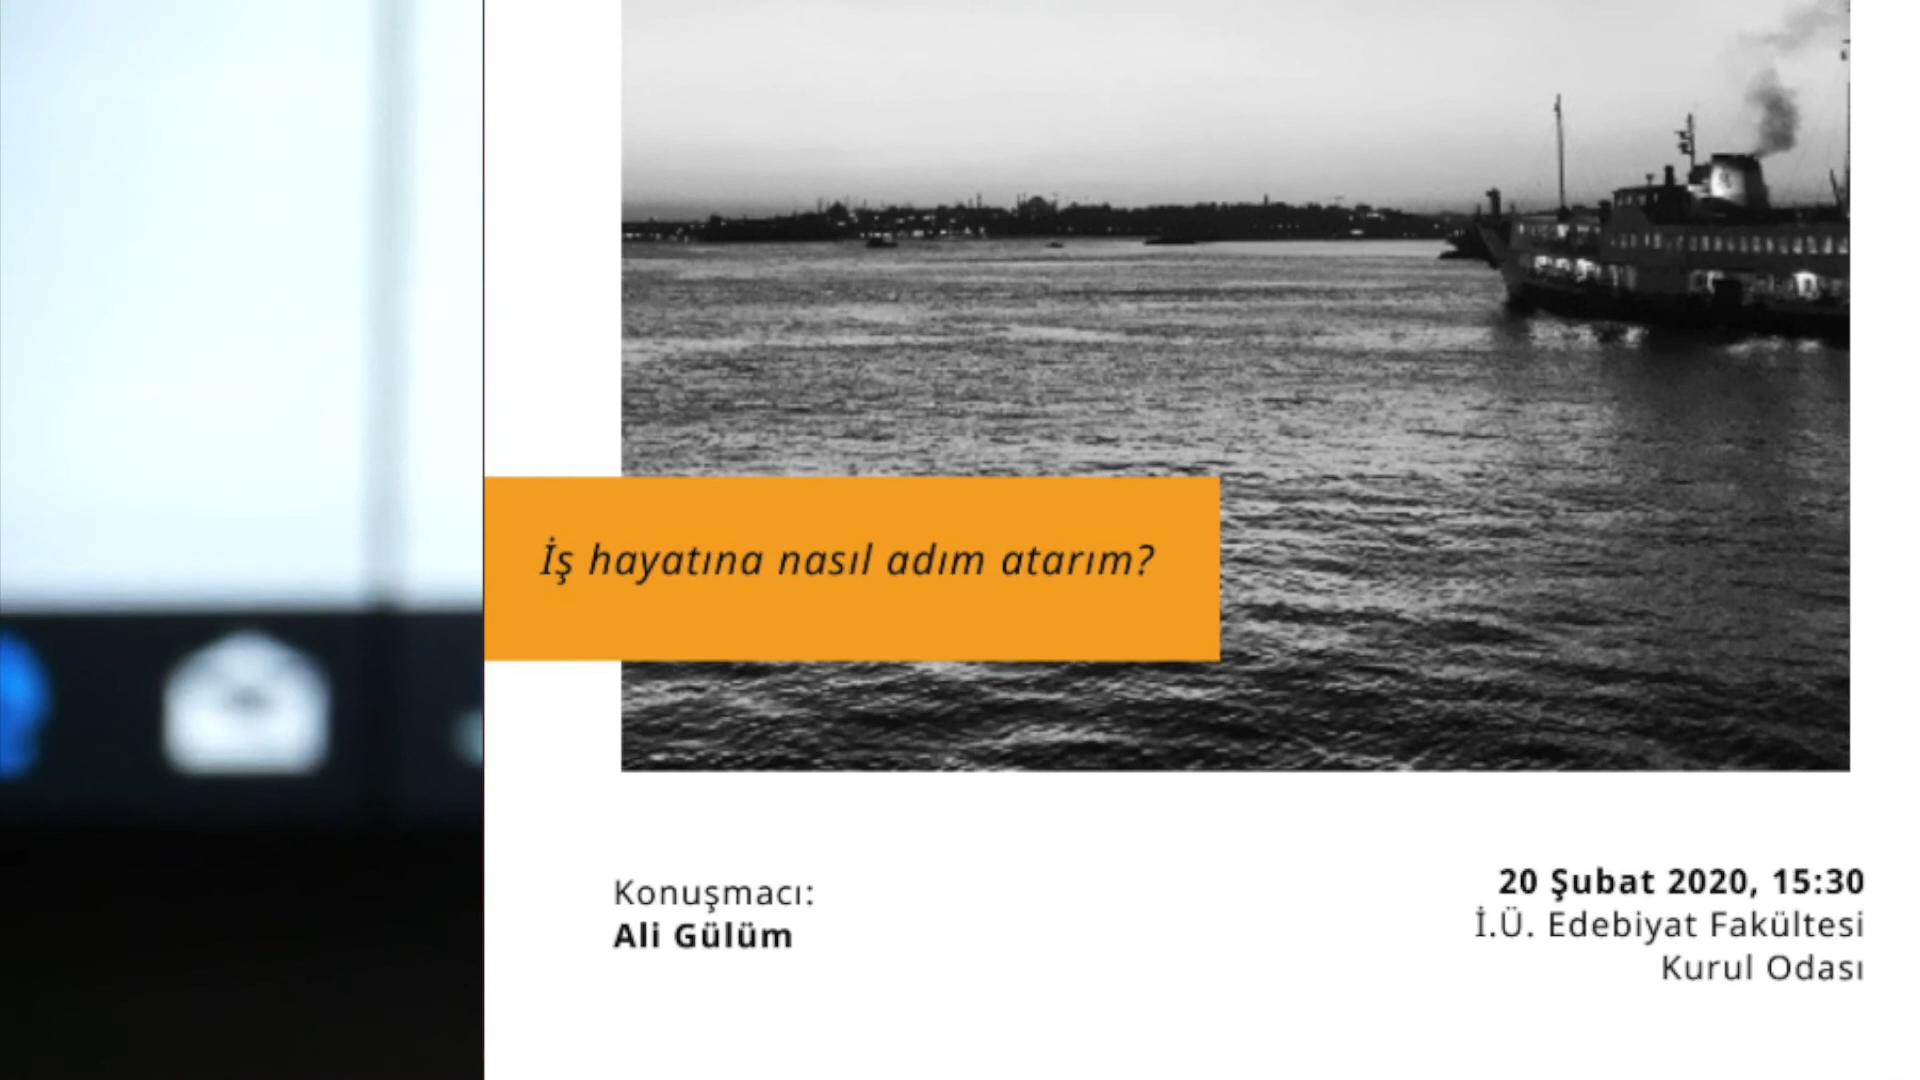 İş hayatına nasıl adım atarım?
Konuşmacı:
Ali Gülüm
20 Şubat 2020, 15:30
İ.Ü. Edebiyat Fakültesi
Kurul Odası